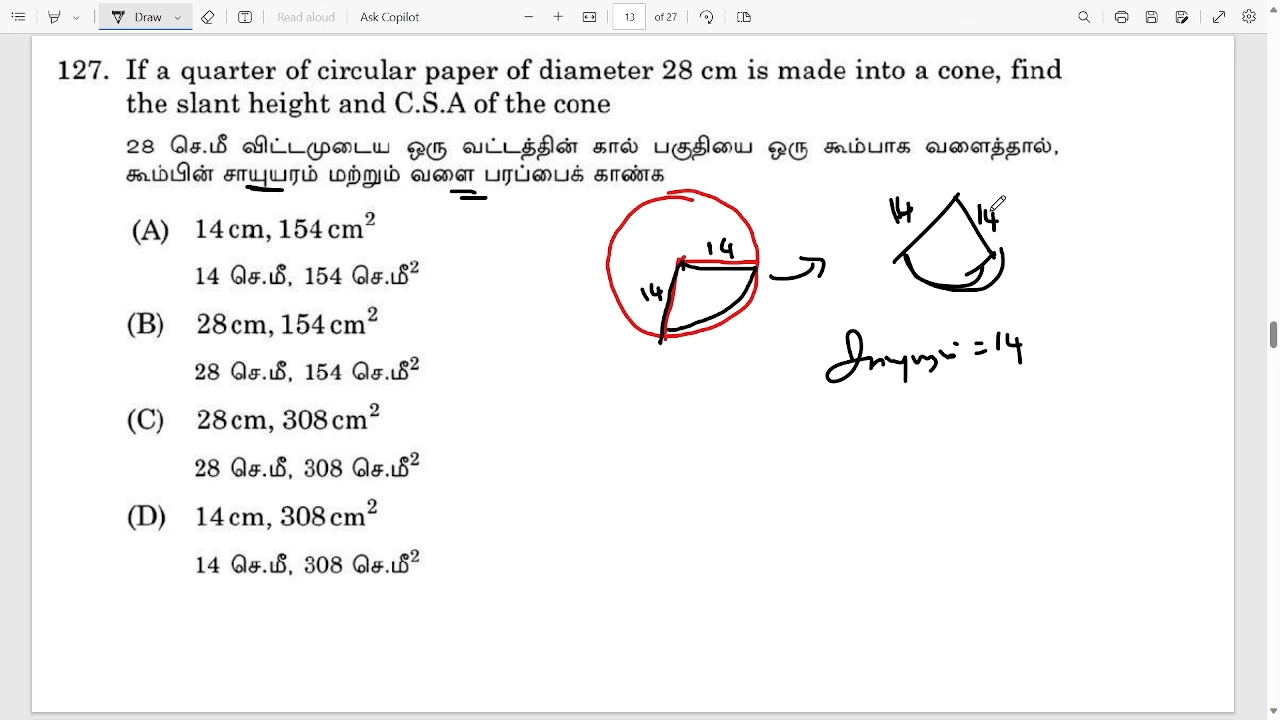 Draw
Read aloud
Ask Copilot
13 of 27
127. If a quarter of circular paper of diameter 28 cm is made into a cone, find
the slant height and C.S.A of the cone
28 செ.மீ விட்டமுடைய ஒரு வட்டத்தின் கால் பகுதியை ஒரு கூம்பாக வளைத்தால்,
கூம்பின் சாயுயரம் மற்றும் வளை பரப்பைக் காண்க
(A) 14 cm, 154 cm²
14 செ.மீ, 154 செ.மீ²
(B) 28 cm, 154 cm²
28 செ.மீ, 154 செ.மீ²
(C) 28 cm, 308 cm²
28 செ.மீ, 308 செ.மீ²
(D) 14 cm, 308 cm²
14 செ.மீ, 308 செ.மீ²
14
14
14
14
= 14